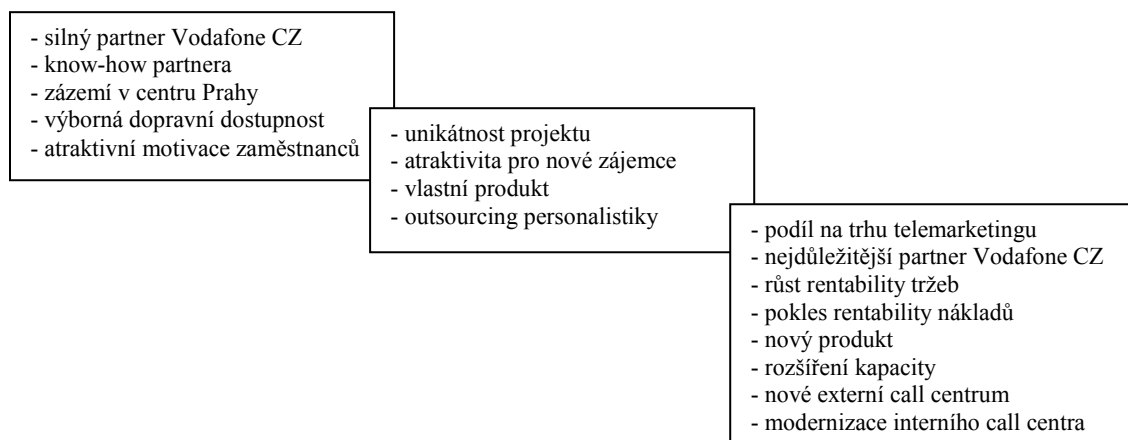 - silný partner Vodafone CZ
- know-how partnera
- zázemí v centru Prahy
- výborná dopravní dostupnost
- atraktivní motivace zaměstnanců
- unikátnost projektu
- atraktivita pro nové zájemce
- vlastní produkt
- outsourcing personalistiky
- podíl na trhu telemarketingu
- nejdůležitější partner Vodafone CZ
- růst rentability tržeb
- pokles rentability nákladů
- nový produkt
- rozšíření kapacity
- nové externí call centrum
- modernizace interního call centra